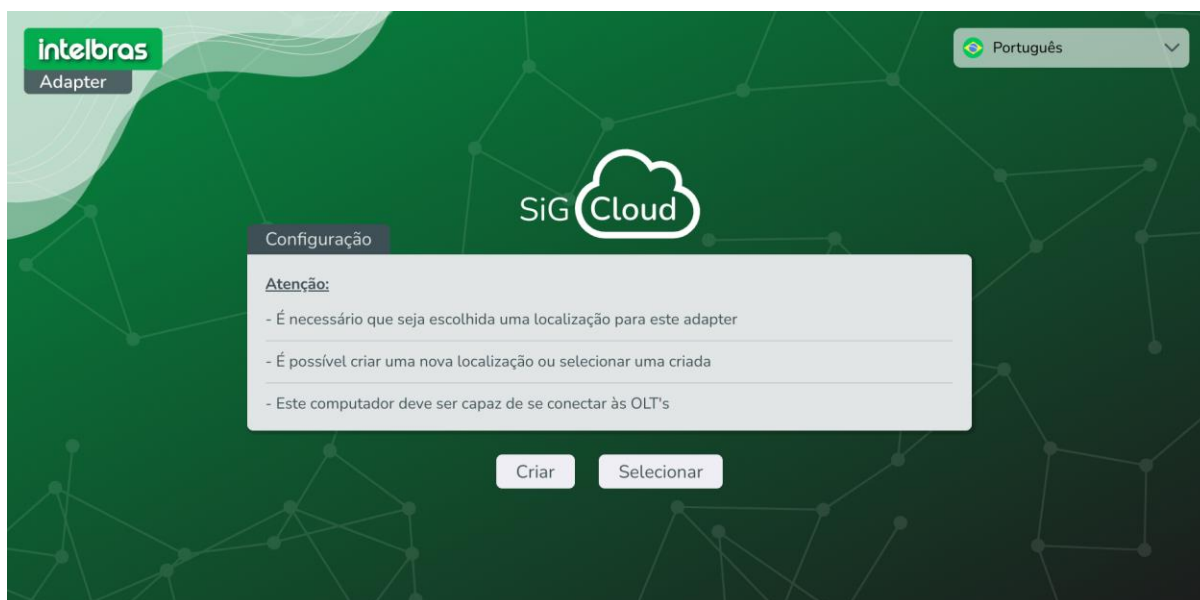 intelbras
Adapter
Português
SiG Cloud
Configuração
Atenção:
- É necessário que seja escolhida uma localização para este adapter
- É possível criar uma nova localização ou selecionar uma criada
- Este computador deve ser capaz de se conectar às OLT's
Criar
Selecionar